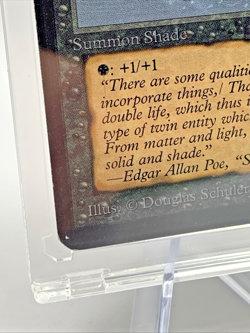 Summon Shade
: +1/+1
"There are some qualitie
incorporate things,/ Tha
double life, which thus i
type of twin entity whic
From matter and light,
solid and shade."
—Edgar Allan Poe, "S
Illus. © Douglas Schuler